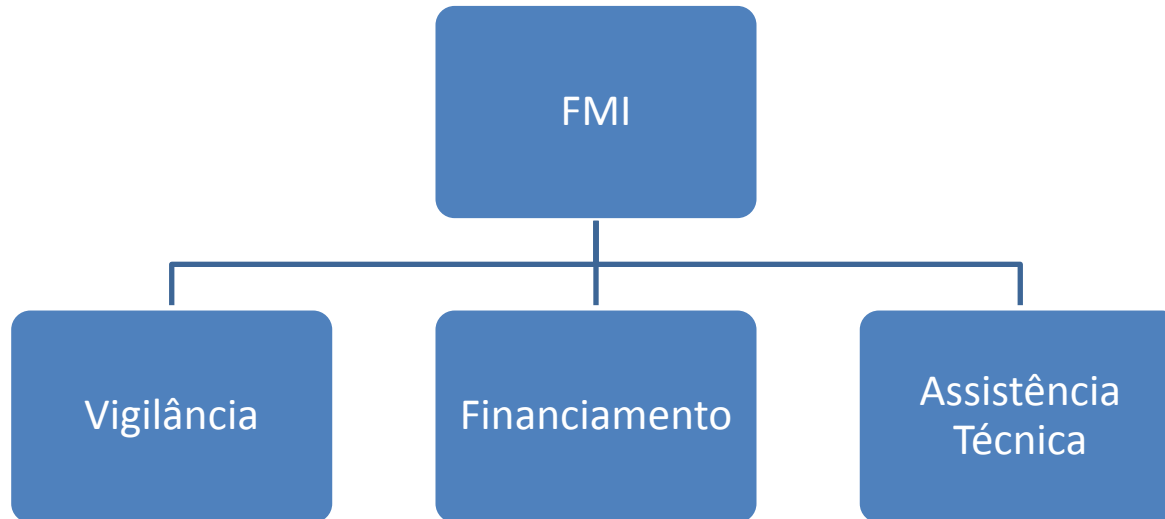 FMI
Vigilância
Financiamento
Assistência
Técnica